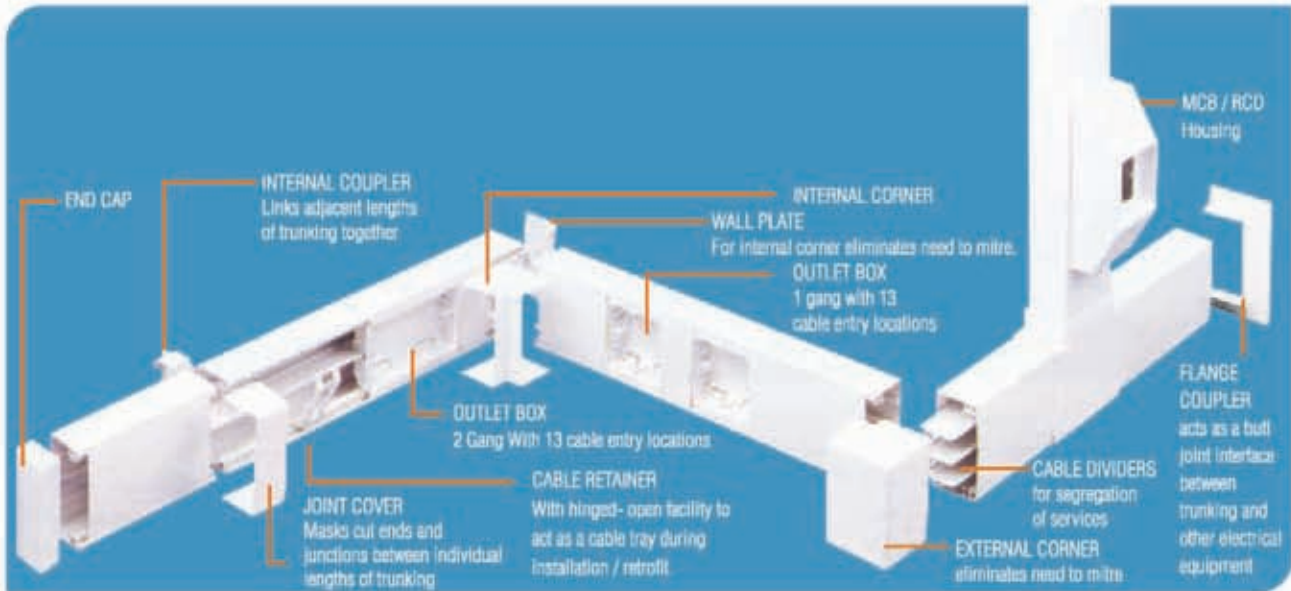 MCB / RCD
Housing
END CAP
INTERNAL COUPLER
Links adjacent lengths
of trunking together
INTERNAL CORNER
WALL PLATE
For internal corner eliminates need to mitre.
OUTLET BOX
1 gang with 13
cable entry locations
OUTLET BOX
2 Gang With 13 cable entry locations
CABLE RETAINER
With hinged- open facility to
act as a cable tray during
installation / retrofit
JOINT COVER
Masks cut ends and
junctions between individual
lengths of trunking
CABLE DIVIDERS
for segregation
of services
EXTERNAL CORNER
eliminates need to mitre
FLANGE
COUPLER
acts as a butt
joint interface
between
trunking and
other electrical
equipment